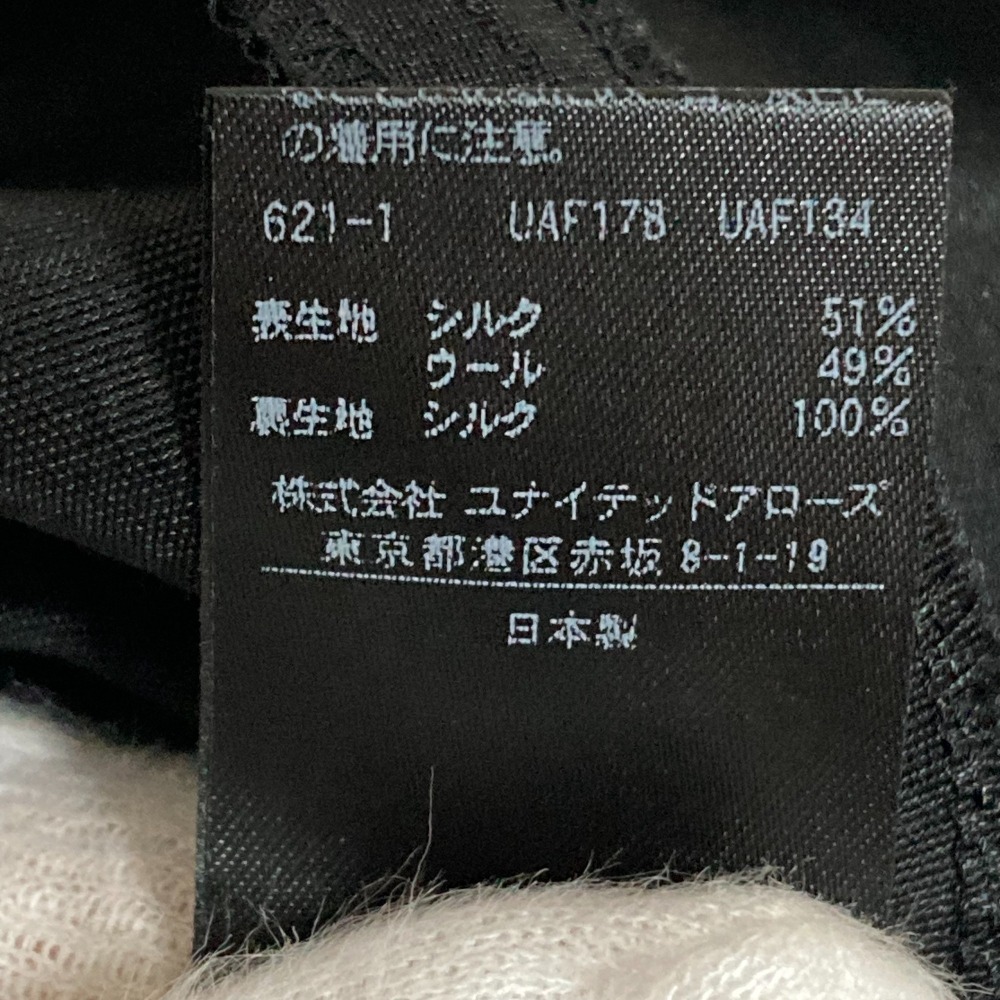 の着用に注意。
621-1 UAF178 UAF134
表生地 シルク 51%
ウール 49%
裏生地 シルク 100%
株式会社 ユナイテッドアローズ
東京都港区赤坂 8-1-19
日本製